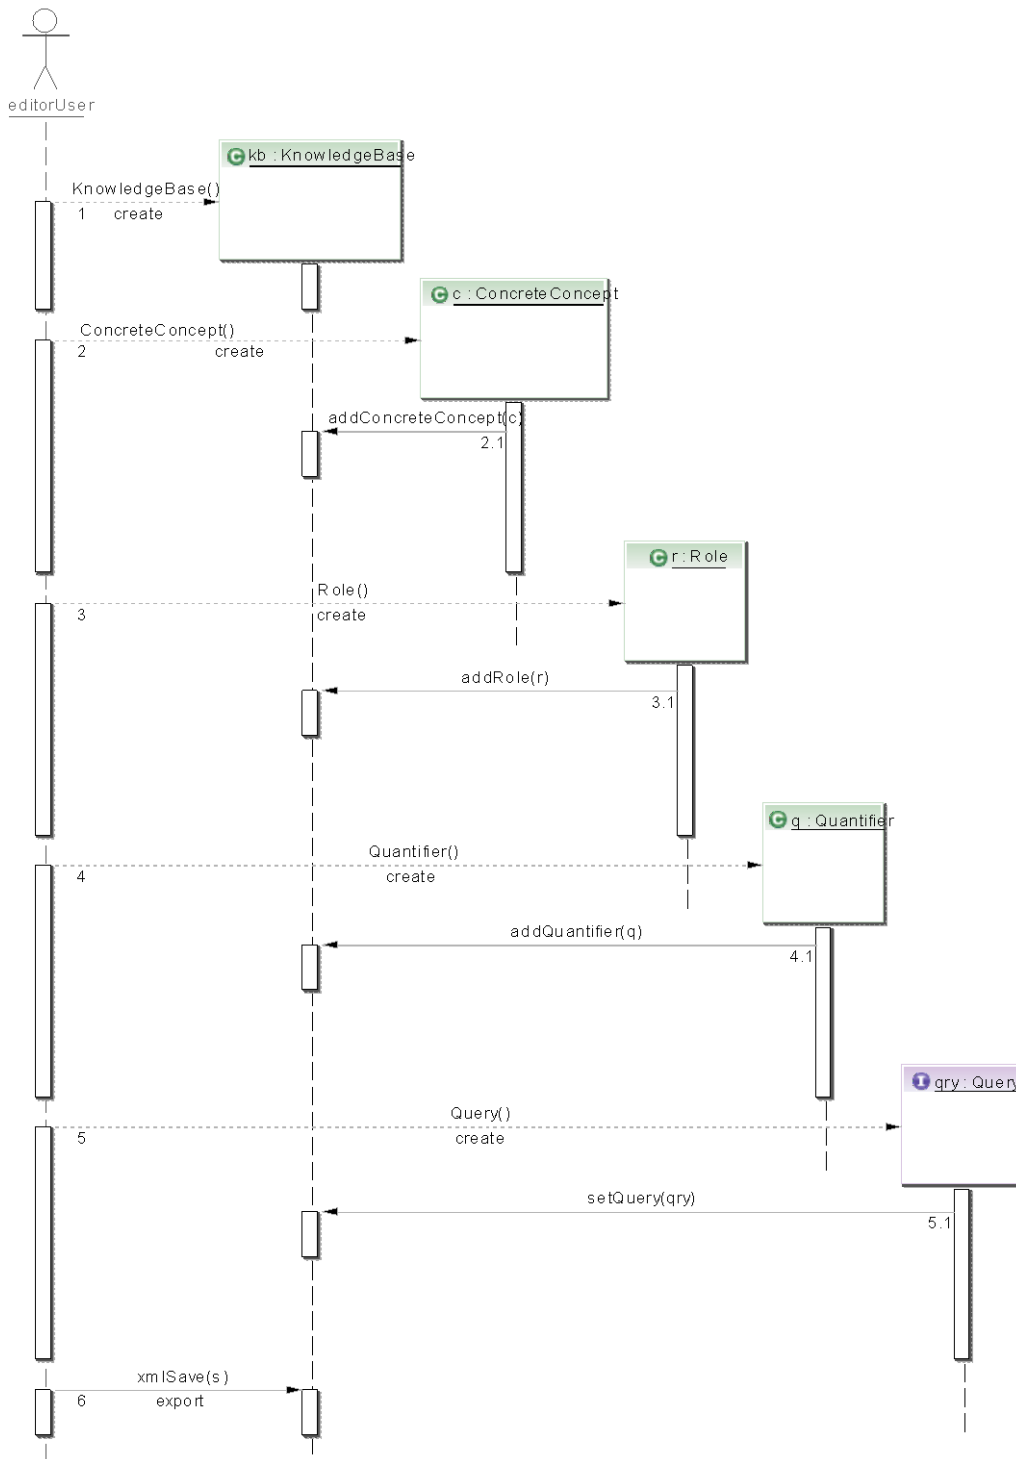 editorUser
C kb : KnowledgeBase
KnowledgeBase()
1 create
C c : ConcreteConcept
ConcreteConcept()
2 create
addConcreteConcept(c)
2.1
C r : Role
Role()
3 create
addRole(r)
3.1
C q : Quantifier
Quantifier()
4 create
addQuantifier(q)
4.1
I qry : Query
Query()
5 create
setQuery(qry)
5.1
xmlSave(s)
6 export